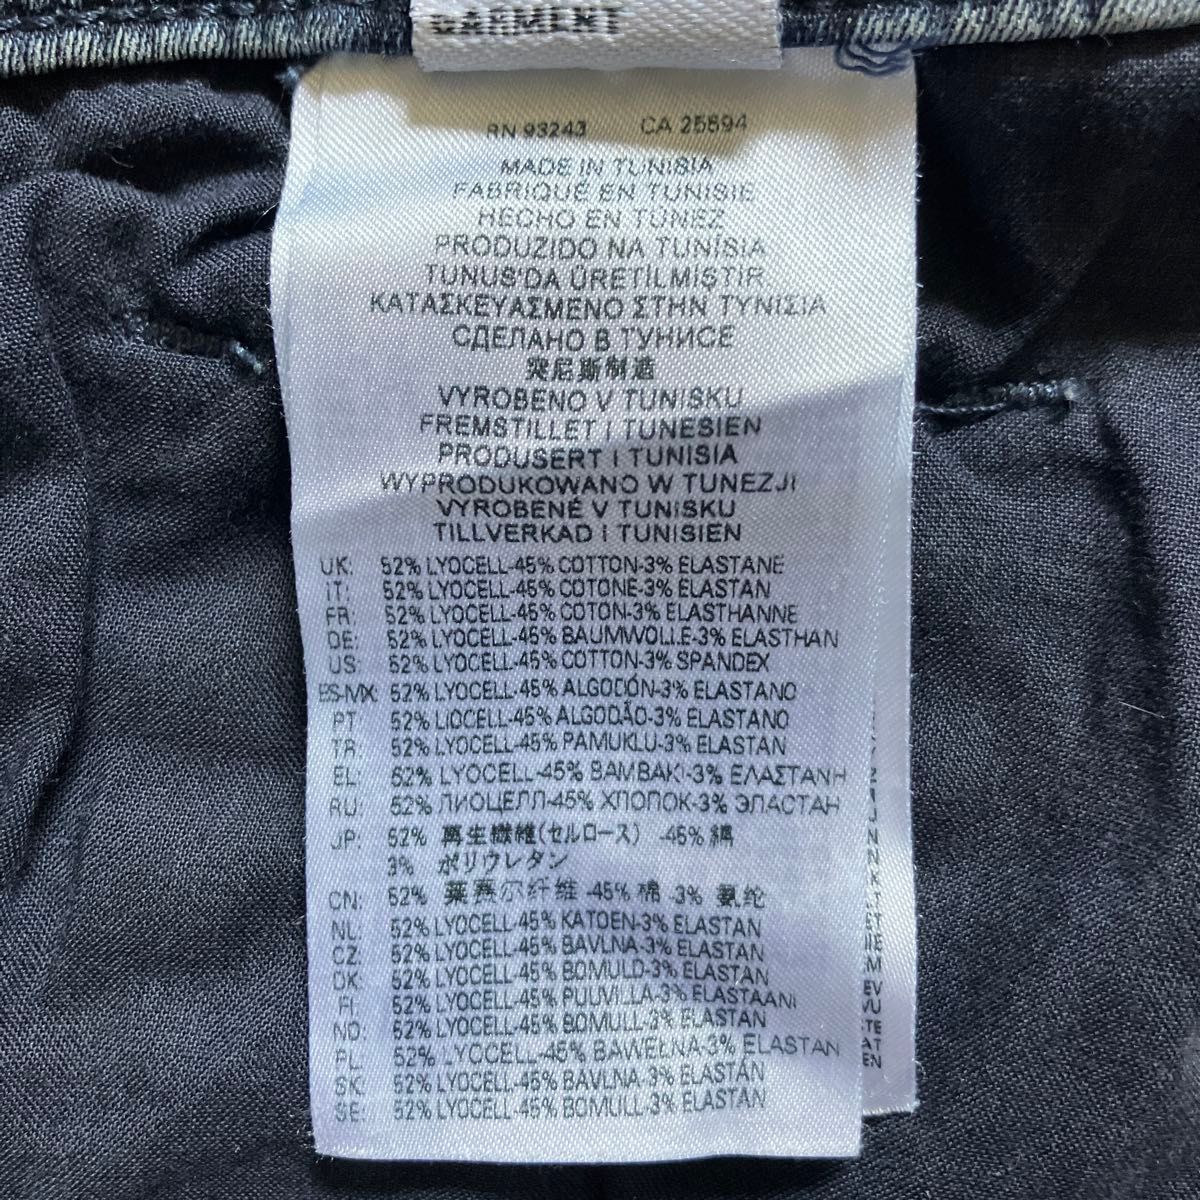 GARMENT
RN 93243 CA 25594
MADE IN TUNISIA
FABRIQUÉ EN TUNISIE
HECHO EN TÚNEZ
PRODUZIDO NA TUNÍSIA
TUNUS'DA ÜRETİLMİSTİR
KATAΣKEYAΣMENO ΣTHN TYNIΣIA
СДЕЛАНО В ТУНИСЕ
突尼斯制造
VYROBENO V TUNISKU
FREMSTILLET I TUNESIEN
PRODUSERT I TUNISIA
WYPRODUKOWANO W TUNEZJI
VYROBENÉ V TUNISKU
TILLVERKAD I TUNISIEN
UK: 52% LYOCELL-45% COTTON-3% ELASTANE
IT: 52% LYOCELL-45% COTONE-3% ELASTAN
FR: 52% LYOCELL-45% COTON-3% ELASTHANNE
DE: 52% LYOCELL-45% BAUMWOLLE-3% ELASTHAN
US: 52% LYOCELL-45% COTTON-3% SPANDEX
ES-MX: 52% LYOCELL-45% ALGODÓN-3% ELASTANO
PT 52% LIOCELL-45% ALGODÃO-3% ELASTANO
TR: 52% LYOCELL-45% PAMUKLU-3% ELASTAN
EL: 52% LYOCELL-45% BAMBAKI-3% ΕΛΑΣΤΑΝΗ
RU: 52% ЛИОЦЕЛЛ-45% ХЛОПОК-3% ЭЛАСТАН
JP: 52% 再生繊維(セルロース) -45% 綿
3% ポリウレタン
CN: 52% 莱赛尔纤维 -45% 棉 -3% 氨纶
NL: 52% LYOCELL-45% KATOEN-3% ELASTAN
CZ: 52% LYOCELL-45% BAVLNA-3% ELASTAN
DK: 52% LYOCELL-45% BOMULD-3% ELASTAN
FI: 52% LYOCELL-45% PUUVILLA-3% ELASTAANI
NO: 52% LYOCELL-45% BOMULL-3% ELASTAN
PL: 52% LYOCELL-45% BAWEŁNA-3% ELASTAN
SK: 52% LYOCELL-45% BAVLNA-3% ELASTÁN
SE: 52% LYOCELL-45% BOMULL-3% ELASTAN